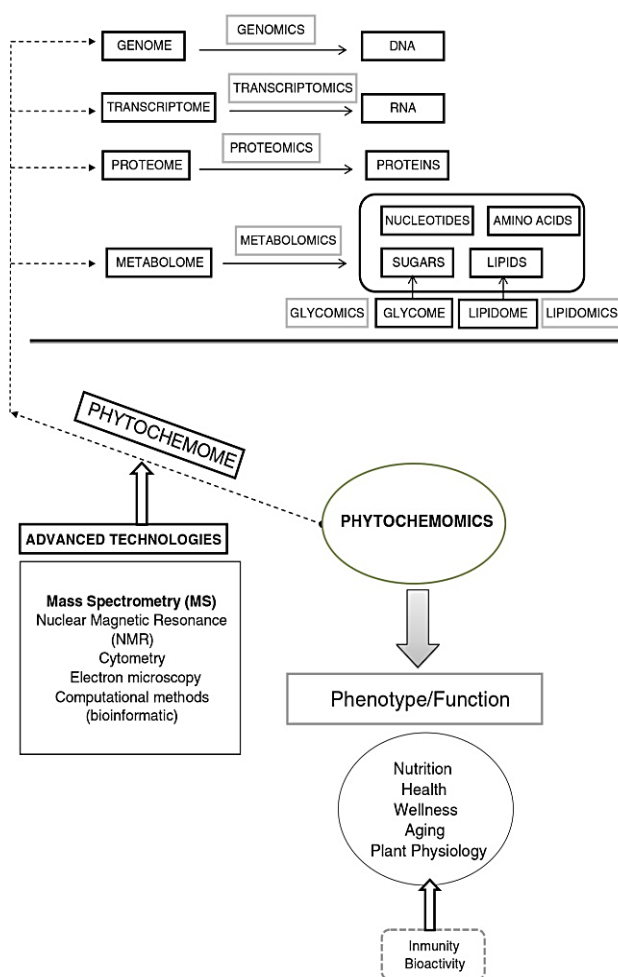 GENOMICS
GENOME
DNA
TRANSCRIPTOMICS
TRANSCRIPTOME
RNA
PROTEOMICS
PROTEOME
PROTEINS
NUCLEOTIDES
AMINO ACIDS
METABOLOMICS
METABOLOME
SUGARS
LIPIDS
GLYCOMICS
GLYCOME
LIPIDOME
LIPIDOMICS
PHYTOCHEMOME
PHYTOCHEMOMICS
ADVANCED TECHNOLOGIES
Mass Spectrometry (MS)
Nuclear Magnetic Resonance
(NMR)
Cytometry
Electron microscopy
Computational methods
(bioinformatic)
Phenotype/Function
Nutrition
Health
Wellness
Aging
Plant Physiology
Inmunity
Bioactivity